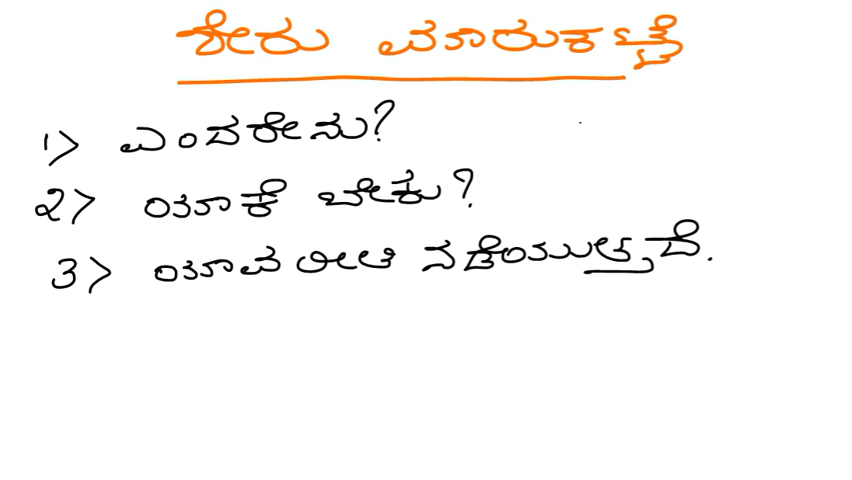 ಶೇರು ಮಾರುಕಟ್ಟೆ
1> ಎಂದರೇನು?
2> ಯಾಕೆ ಬೇಕು?
3> ಯಾವ ರೀತಿ ನಡೆಯುತ್ತದೆ.